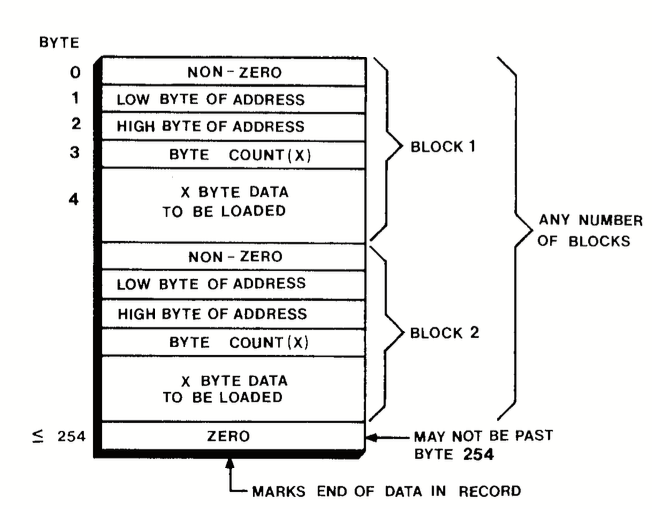 BYTE
0 NON-ZERO
1 LOW BYTE OF ADDRESS
2 HIGH BYTE OF ADDRESS
3 BYTE COUNT(X)
BLOCK 1
4 X BYTE DATA
TO BE LOADED
ANY NUMBER
OF BLOCKS
NON-ZERO
LOW BYTE OF ADDRESS
HIGH BYTE OF ADDRESS
BYTE COUNT(X)
BLOCK 2
X BYTE DATA
TO BE LOADED
≤ 254 ZERO
MAY NOT BE PAST
BYTE 254
MARKS END OF DATA IN RECORD